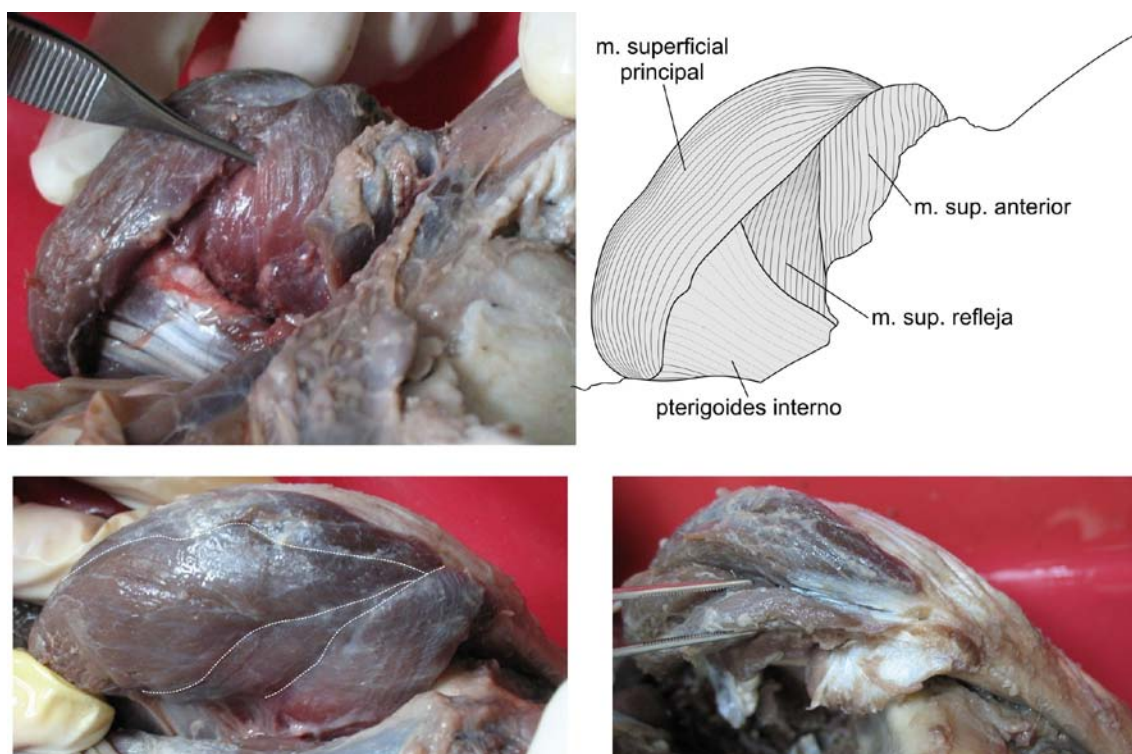 m. superficial
principal
m. sup. anterior
m. sup. refleja
pterigoides interno